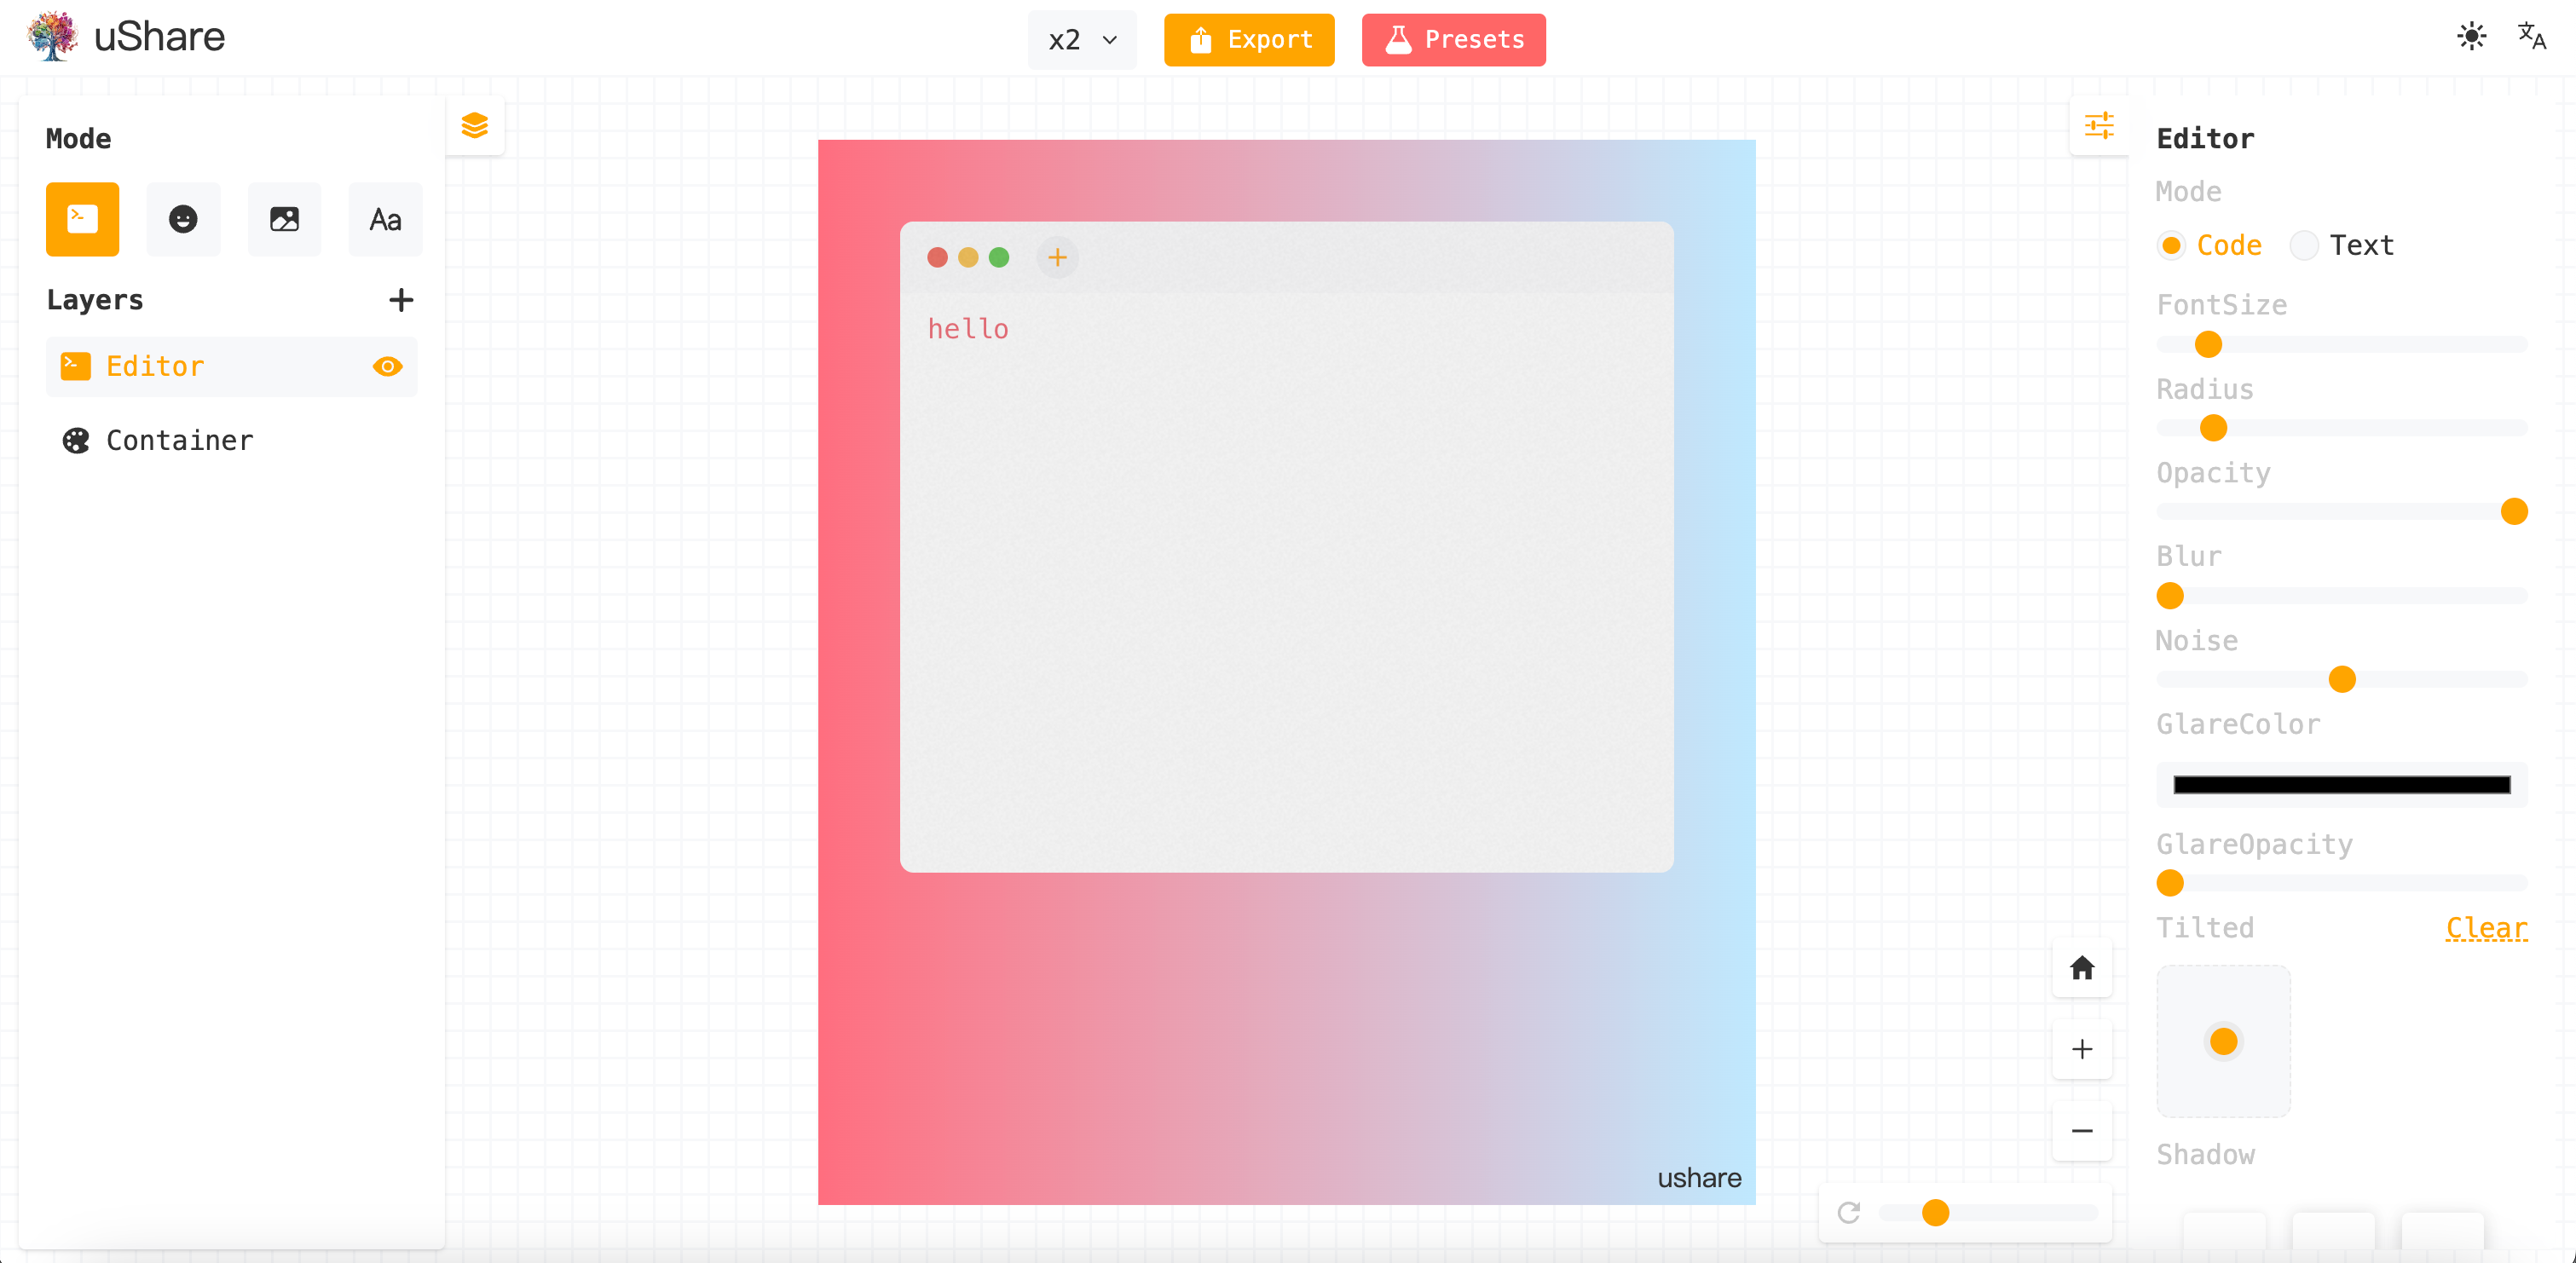 uShare
x2
Export
Presets
Mode
Aa
Layers
Editor
Container
hello
ushare
Editor
Mode
Code Text
FontSize
Radius
Opacity
Blur
Noise
GlareColor
GlareOpacity
Tilted Clear
Shadow